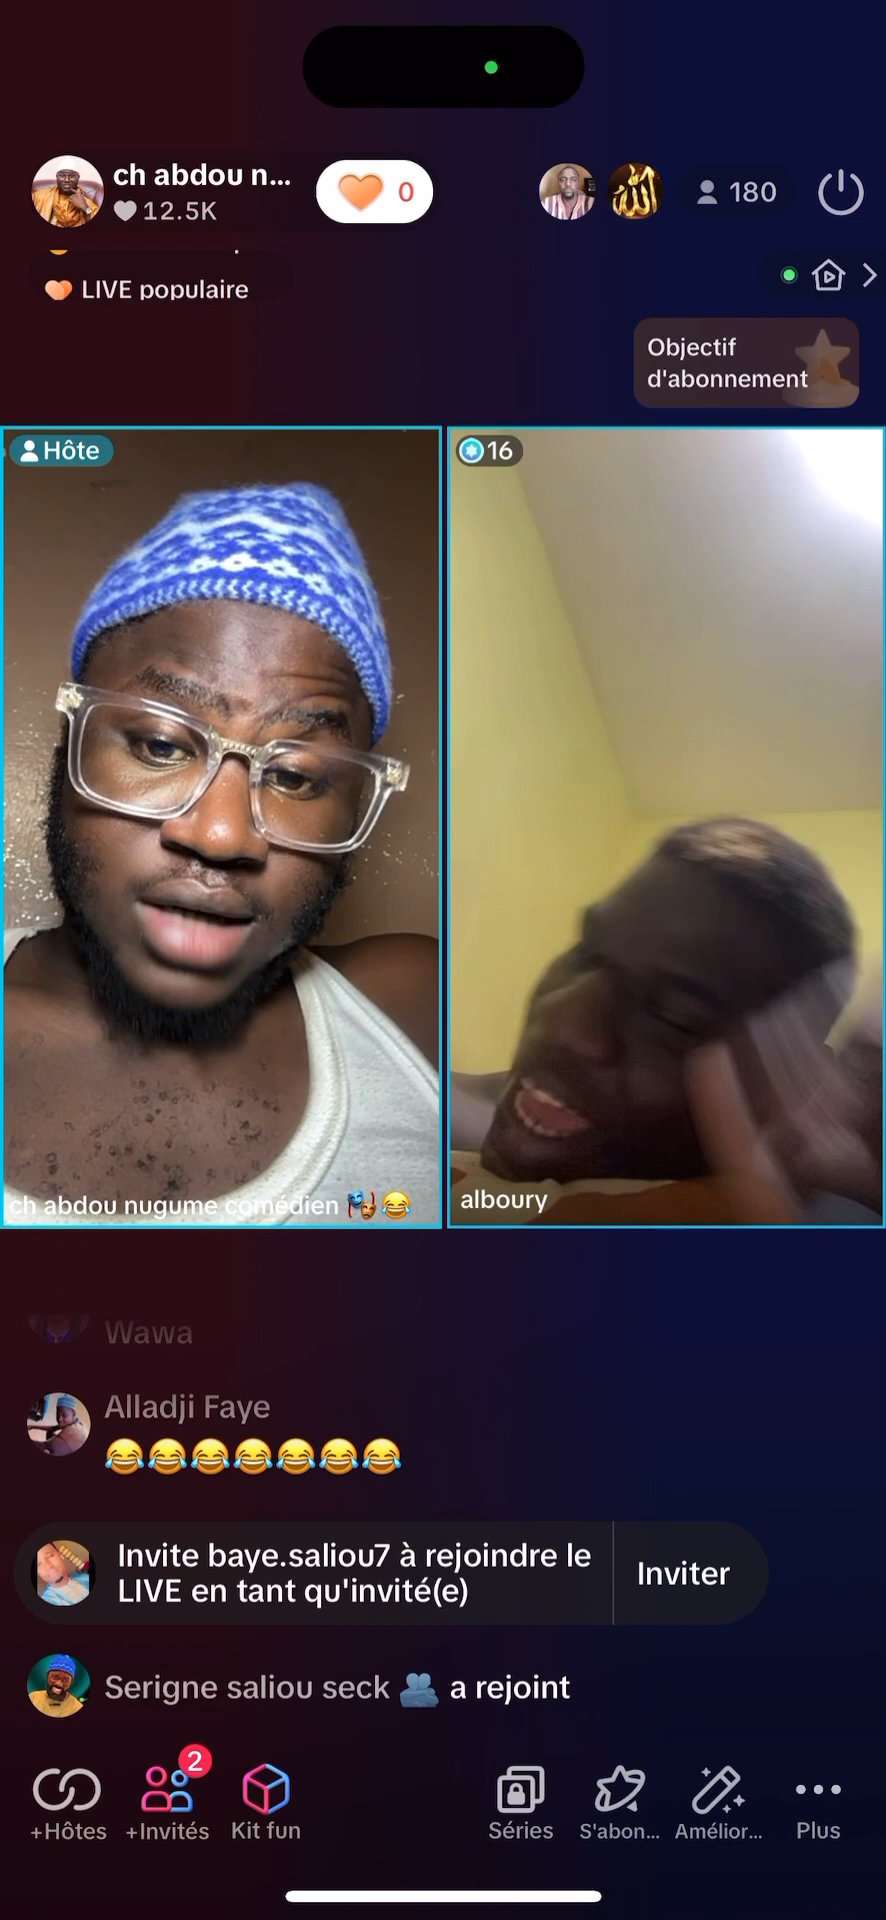 ch abdou n...
0
12.5K
180
LIVE populaire
Objectif
d'abonnement
Hôte
16
ch abdou nugume comédien 🎭😂
alboury
Wawa
Alladji Faye
😂😂😂😂😂😂😂
Invite baye.saliou7 à rejoindre le
LIVE en tant qu'invité(e)
Inviter
Serigne saliou seck 🫂 a rejoint
2
+Hôtes
+Invités
Kit fun
Séries
S'abon...
Amélior...
Plus